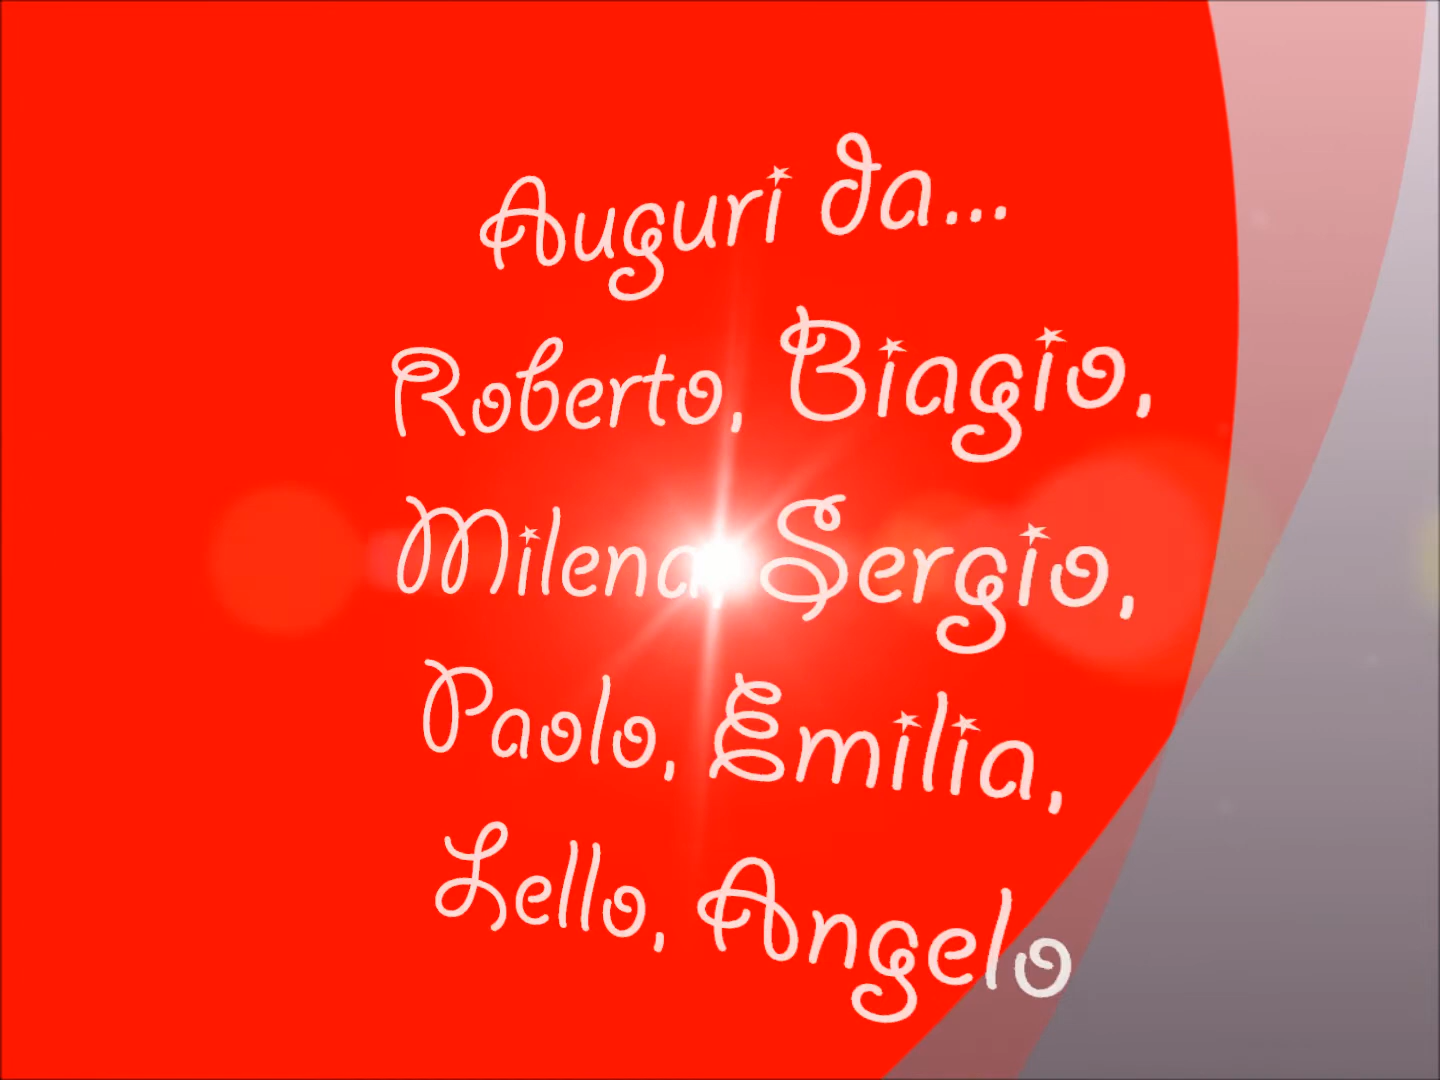 Auguri da...
Roberto, Biagio,
Milena, Sergio,
Paolo, Emilia,
Lello, Angelo